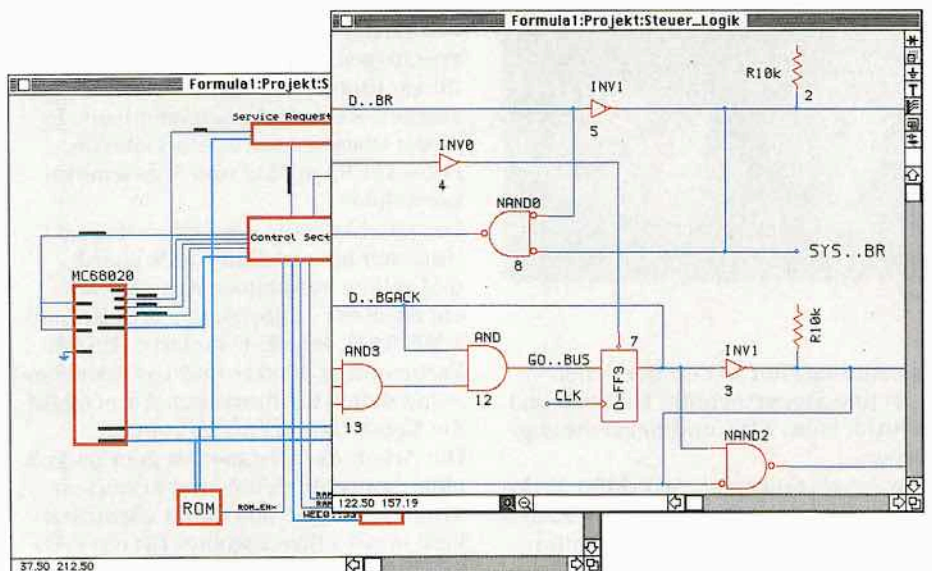 Formula1:Projekt:Steuer_Logik
R10k
2
D..BR
INV1
5
INV0
4
NAND0
8
SYS..BR
D..BGACK
R10k
AND
12
GO..BUS
7
D-FF3
CLK
INV1
AND3
13
NAND2
122.50 157.19
Formula1:Projekt:S
Service Request
Control Sect
MC68020
ROM
ROM_EN*
RAM
RAM
37.50 212.50